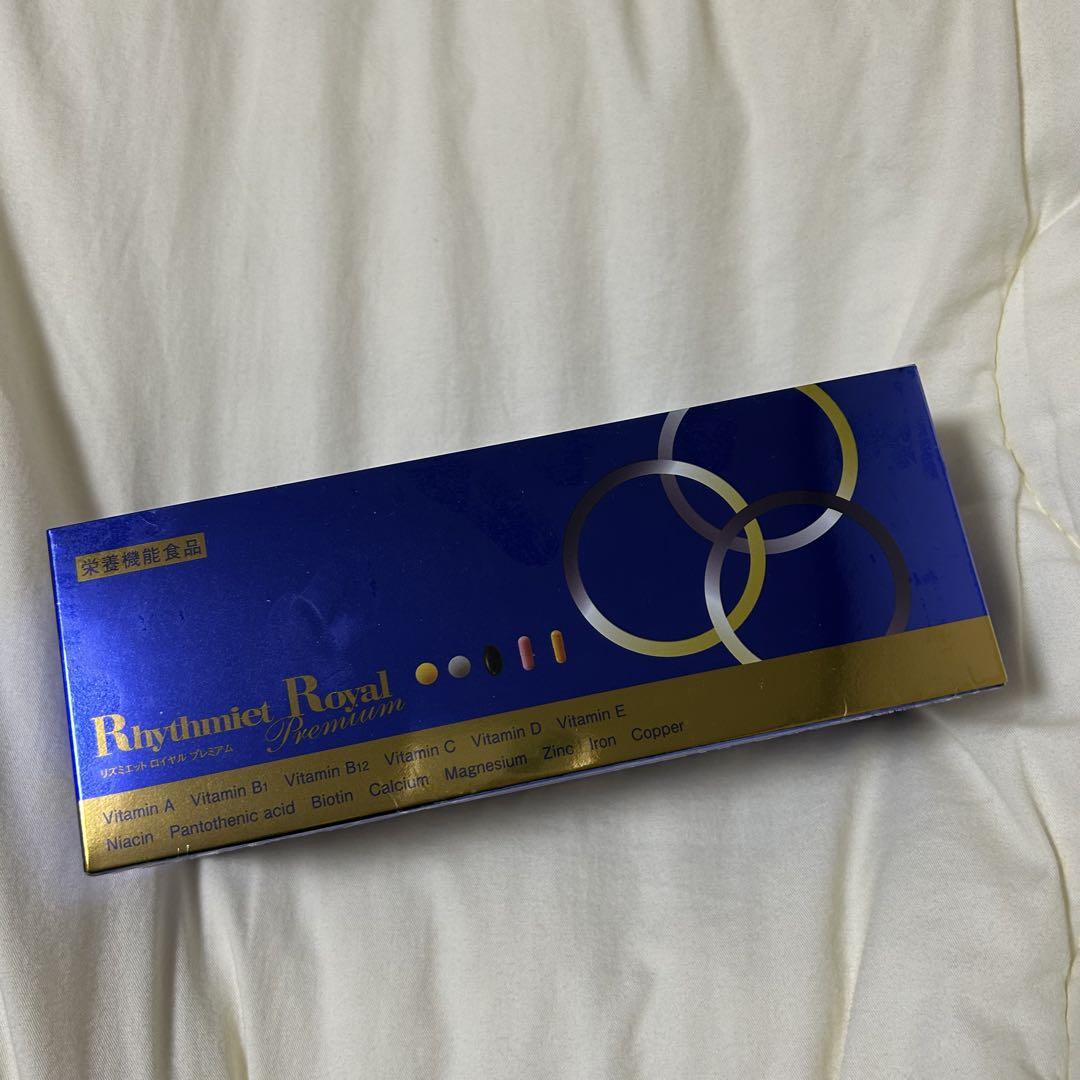 栄養機能食品
Rhythmiet Royal
Premium
リズミエット ロイヤル プレミアム
Vitamin A Vitamin B1 Vitamin B12 Vitamin C Vitamin D Vitamin E
Niacin Pantothenic acid Biotin Calcium Magnesium Zinc Iron Copper